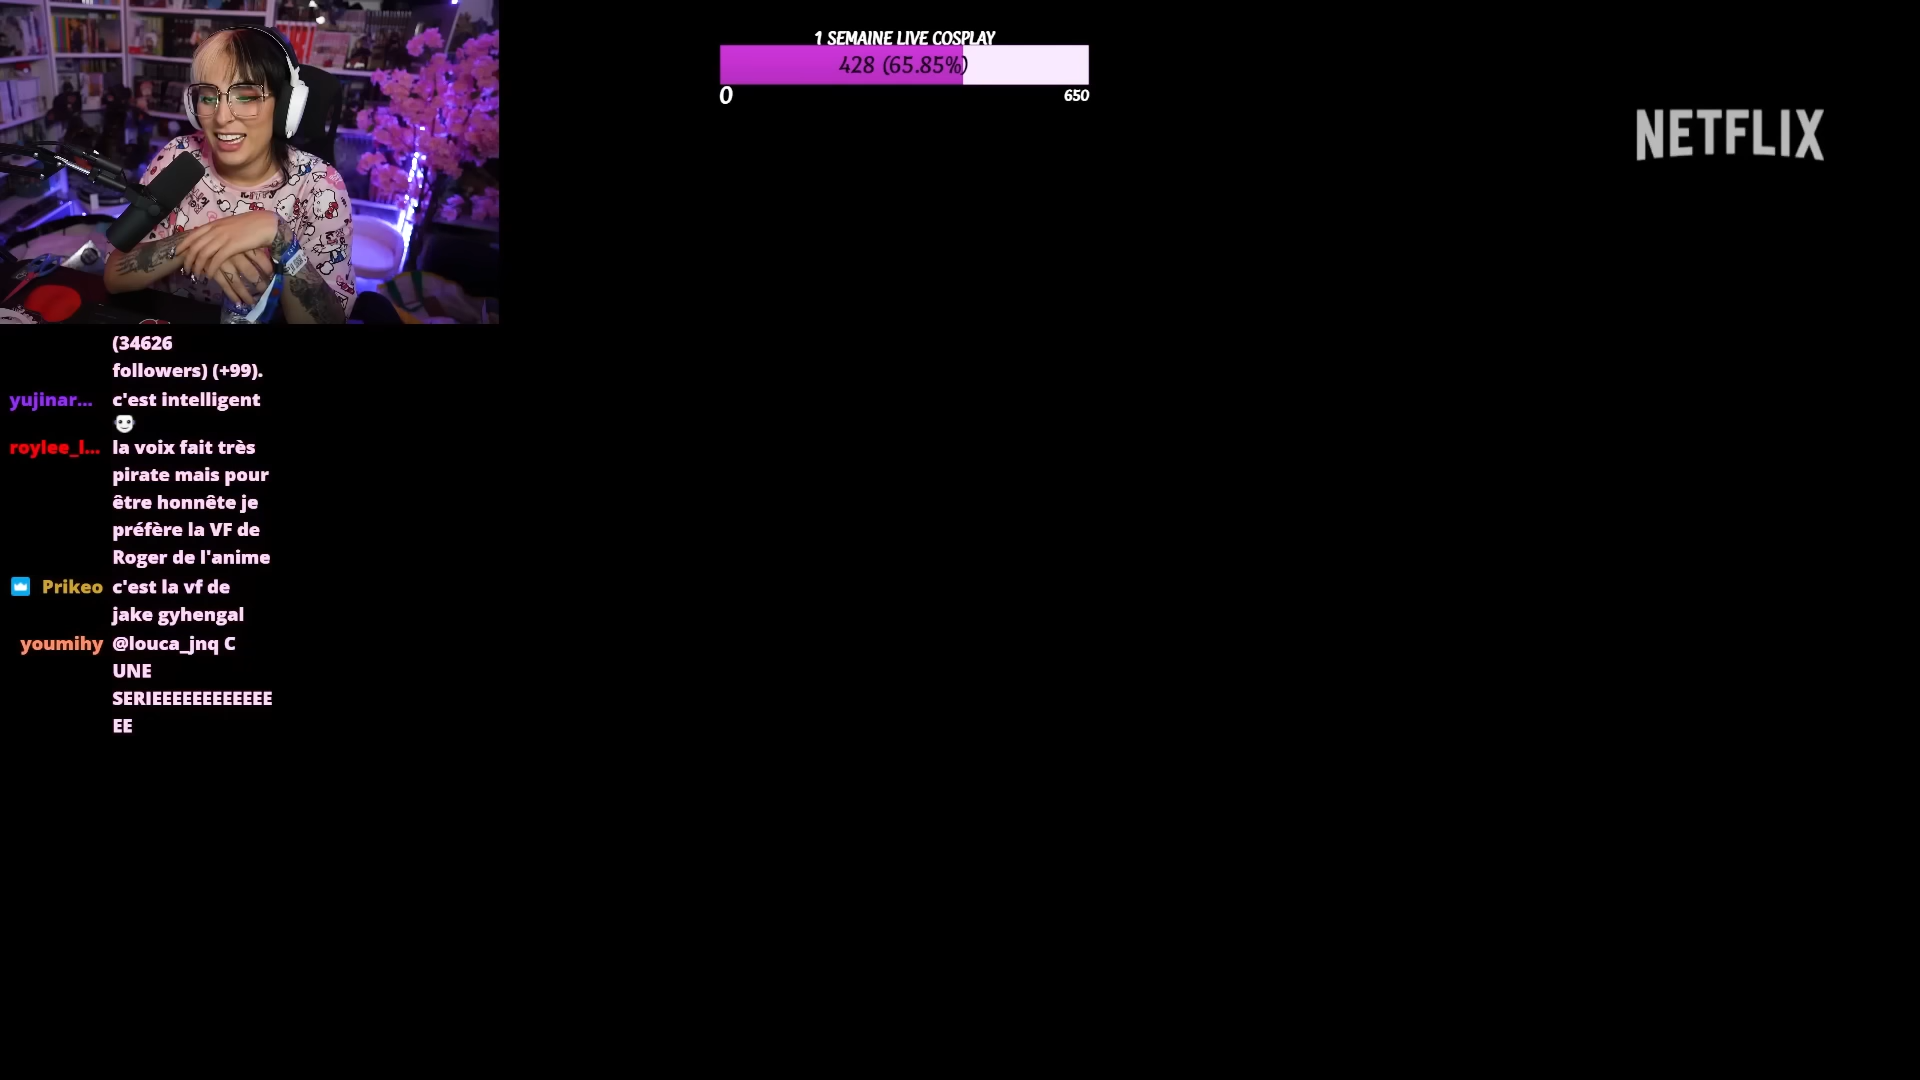 1 SEMAINE LIVE COSPLAY
428 (65.85%)
0
650
NETFLIX
(34626
followers) (+99).
yujinar... c'est intelligent
roylee_l... la voix fait très
pirate mais pour
être honnête je
préfère la VF de
Roger de l'anime
Prikeo c'est la vf de
jake gyhengal
youmihy @louca_jnq C
UNE
SERIEEEEEEEEEEEE
EE